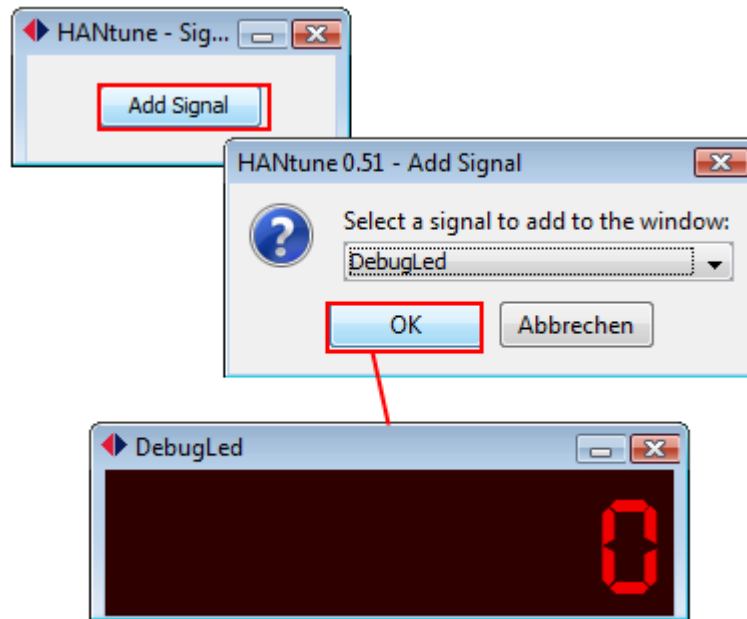 HANtune - Sig...
Add Signal
HANtune 0.51 - Add Signal
Select a signal to add to the window:
DebugLed
OK
Abbrechen
DebugLed
0